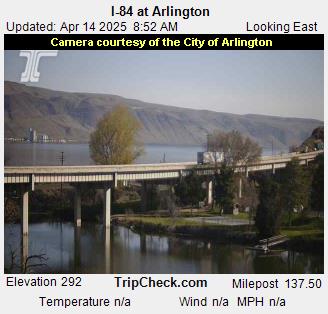 I-84 at Arlington
Updated: Apr 14 2025 8:52 AM Looking East
Camera courtesy of the City of Arlington
Elevation 292 TripCheck.com Milepost 137.50
Temperature n/a Wind n/a MPH n/a